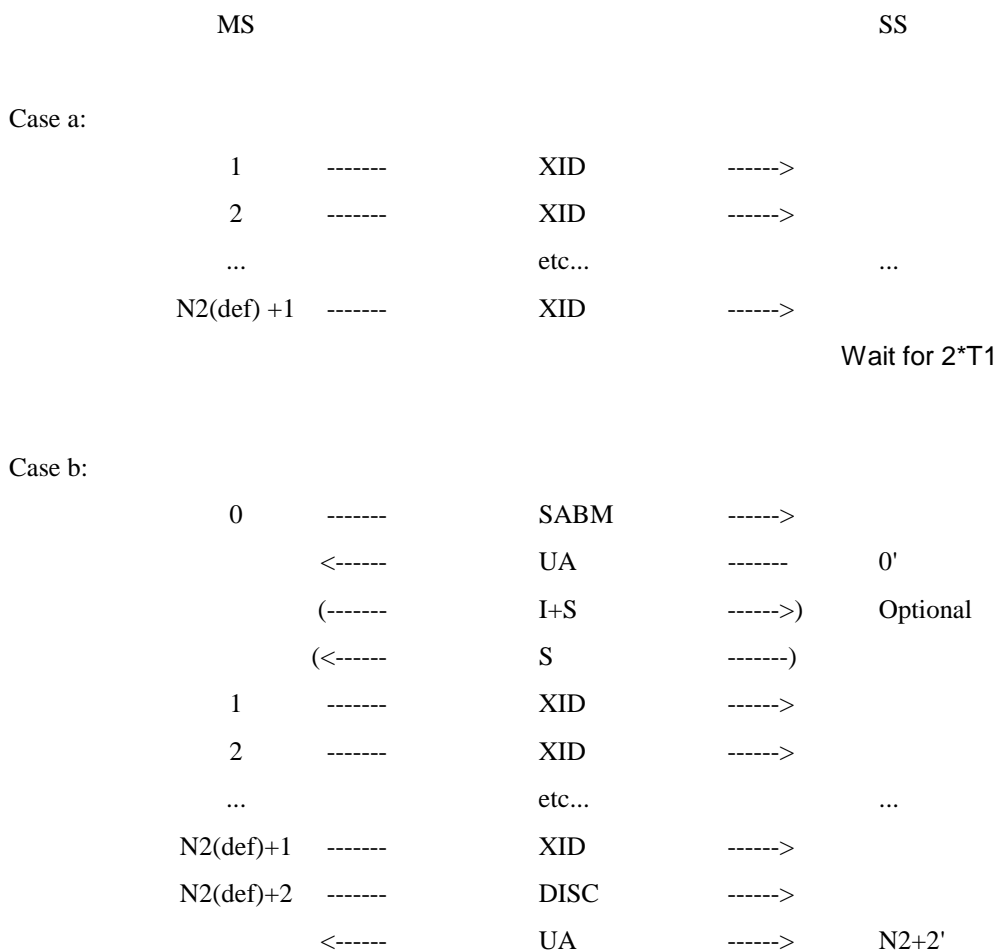 MS SS
Case a:
1 ------- XID ------>
2 ------- XID ------>
... etc... ...
N2(def) +1 ------- XID ------>
Wait for 2*T1
Case b:
0 ------- SABM ------>
<------ UA ------- 0'
(------- I+S ------>) Optional
(<------ S -------)
1 ------- XID ------>
2 ------- XID ------>
... etc... ...
N2(def)+1 ------- XID ------>
N2(def)+2 ------- DISC ------>
<------ UA ------> N2+2'